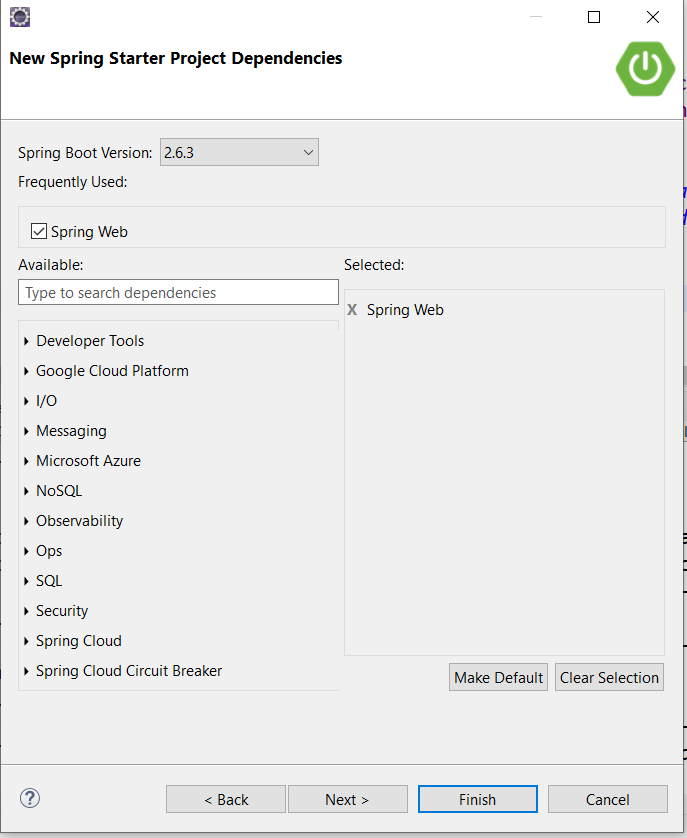 New Spring Starter Project Dependencies
Spring Boot Version: 2.6.3
Frequently Used:
Spring Web
Available:
Selected:
Type to search dependencies
X Spring Web
Developer Tools
Google Cloud Platform
I/O
Messaging
Microsoft Azure
NoSQL
Observability
Ops
SQL
Security
Spring Cloud
Spring Cloud Circuit Breaker
Make Default
Clear Selection
?
< Back
Next >
Finish
Cancel